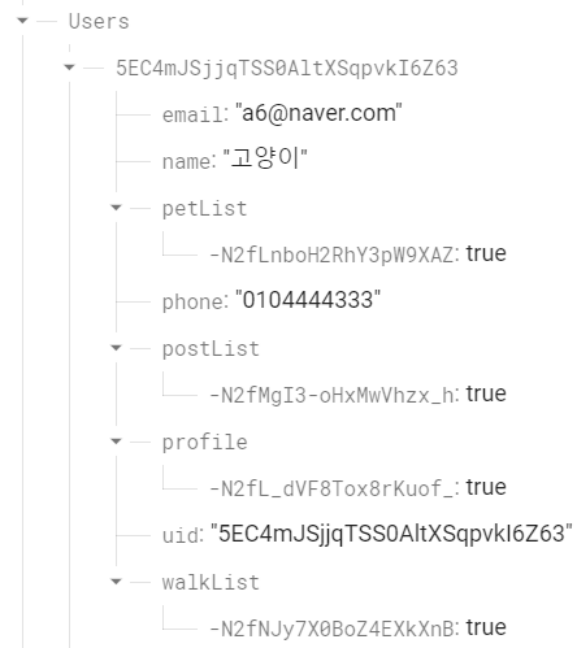 Users
5EC4mJSjjqTSS0AltXSqpvkI6Z63
email: "a6@naver.com"
name: "고양이"
petList
-N2fLnboH2RhY3pW9XAZ: true
phone: "0104444333"
postList
-N2fMgI3-oHxMwVhzx_h: true
profile
-N2fL_dVF8Tox8rKuof_: true
uid: "5EC4mJSjjqTSS0AltXSqpvkI6Z63"
walkList
-N2fNJy7X0BoZ4EXkXnB: true